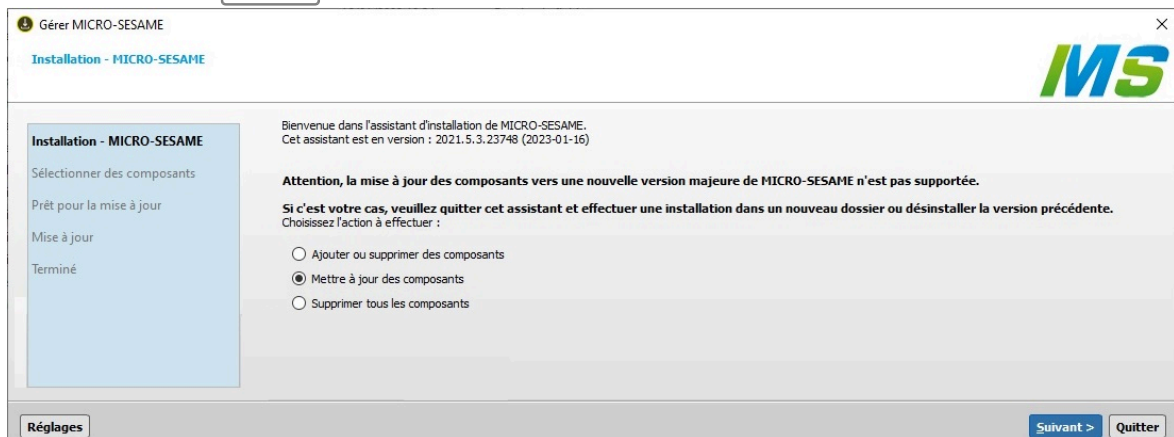 Gérer MICRO-SESAME
Installation - MICRO-SESAME
MS
Installation - MICRO-SESAME
Sélectionner des composants
Prêt pour la mise à jour
Mise à jour
Terminé
Bienvenue dans l'assistant d'installation de MICRO-SESAME.
Cet assistant est en version : 2021.5.3.23748 (2023-01-16)
Attention, la mise à jour des composants vers une nouvelle version majeure de MICRO-SESAME n'est pas supportée.
Si c'est votre cas, veuillez quitter cet assistant et effectuer une installation dans un nouveau dossier ou désinstaller la version précédente.
Choisissez l'action à effectuer :
Ajouter ou supprimer des composants
Mettre à jour des composants
Supprimer tous les composants
Réglages
Suivant >
Quitter